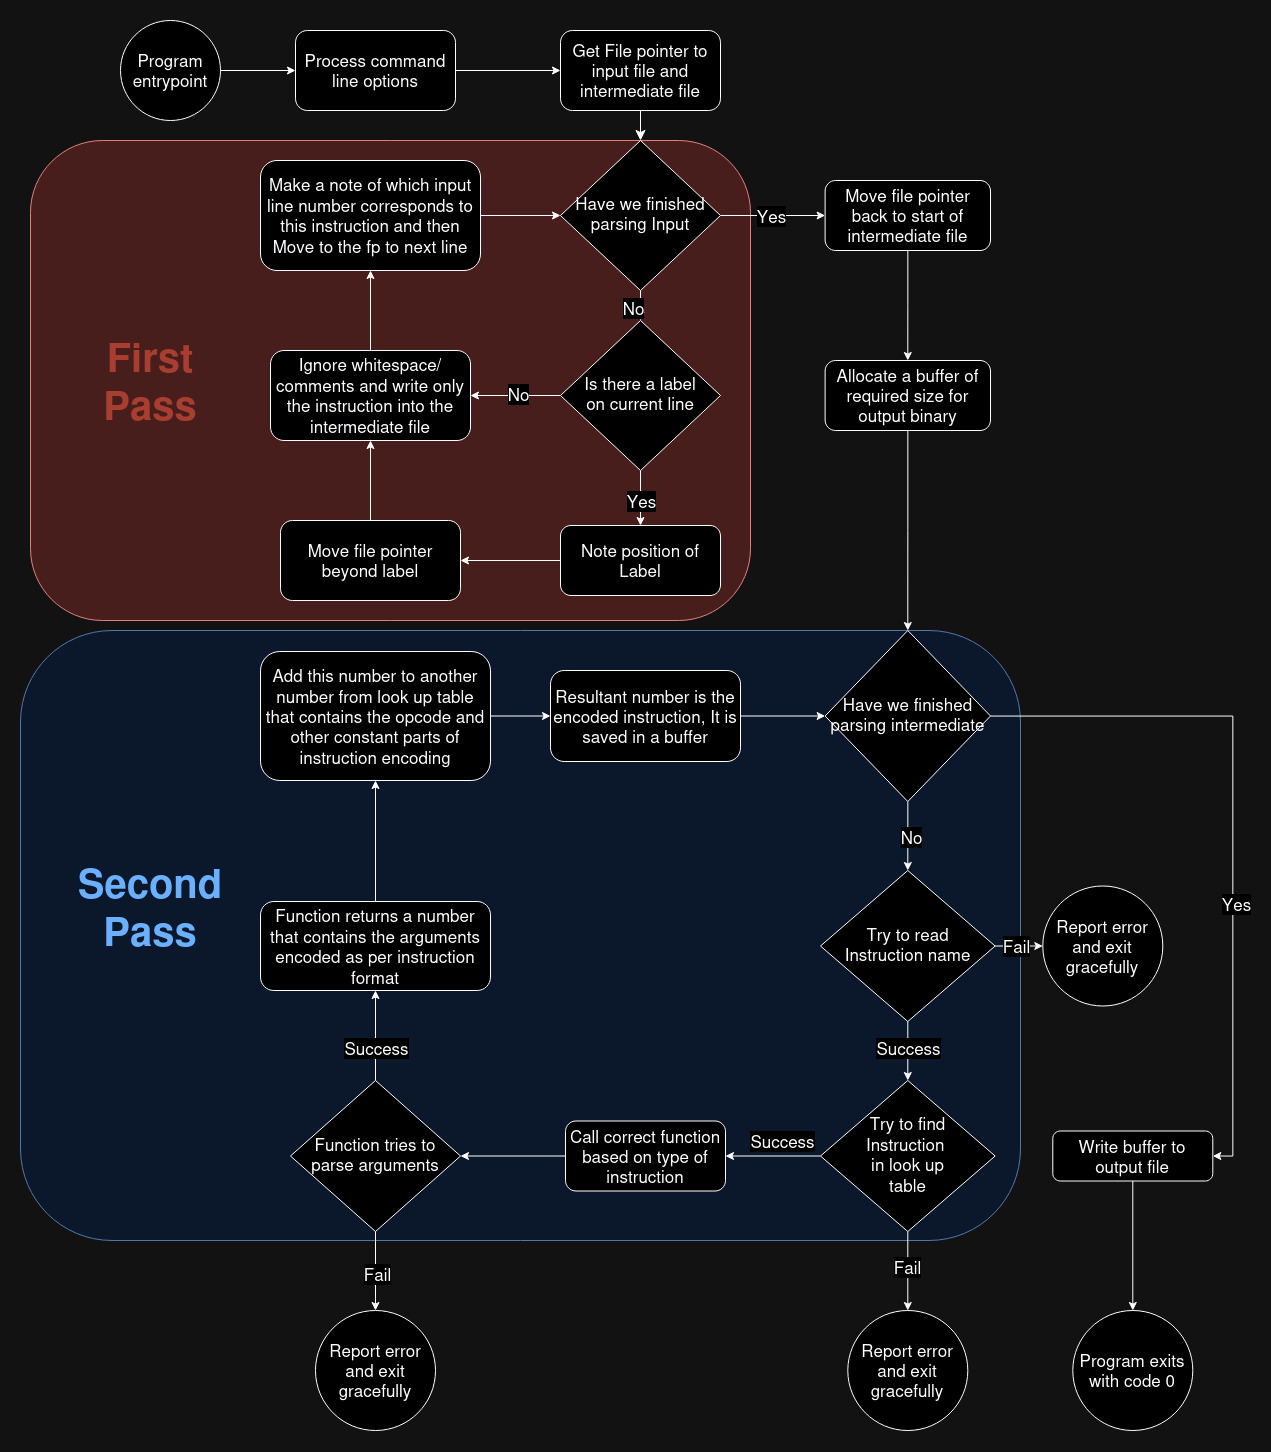 Program
entrypoint
Process command
line options
Get File pointer to
input file and
intermediate file
First
Pass
Make a note of which input
line number corresponds to
this instruction and then
Move to the fp to next line
Have we finished
parsing Input
Yes
Move file pointer
back to start of
intermediate file
No
Ignore whitespace/
comments and write only
the instruction into the
intermediate file
No
Is there a label
on current line
Allocate a buffer of
required size for
output binary
Yes
Move file pointer
beyond label
Note position of
Label
Second
Pass
Add this number to another
number from look up table
that contains the opcode and
other constant parts of
instruction encoding
Resultant number is the
encoded instruction, It is
saved in a buffer
Have we finished
parsing intermediate
No
Yes
Function returns a number
that contains the arguments
encoded as per instruction
format
Try to read
Instruction name
Fail
Report error
and exit
gracefully
Success
Success
Function tries to
parse arguments
Call correct function
based on type of
instruction
Success
Try to find
Instruction
in look up
table
Write buffer to
output file
Fail
Fail
Report error
and exit
gracefully
Report error
and exit
gracefully
Program exits
with code 0